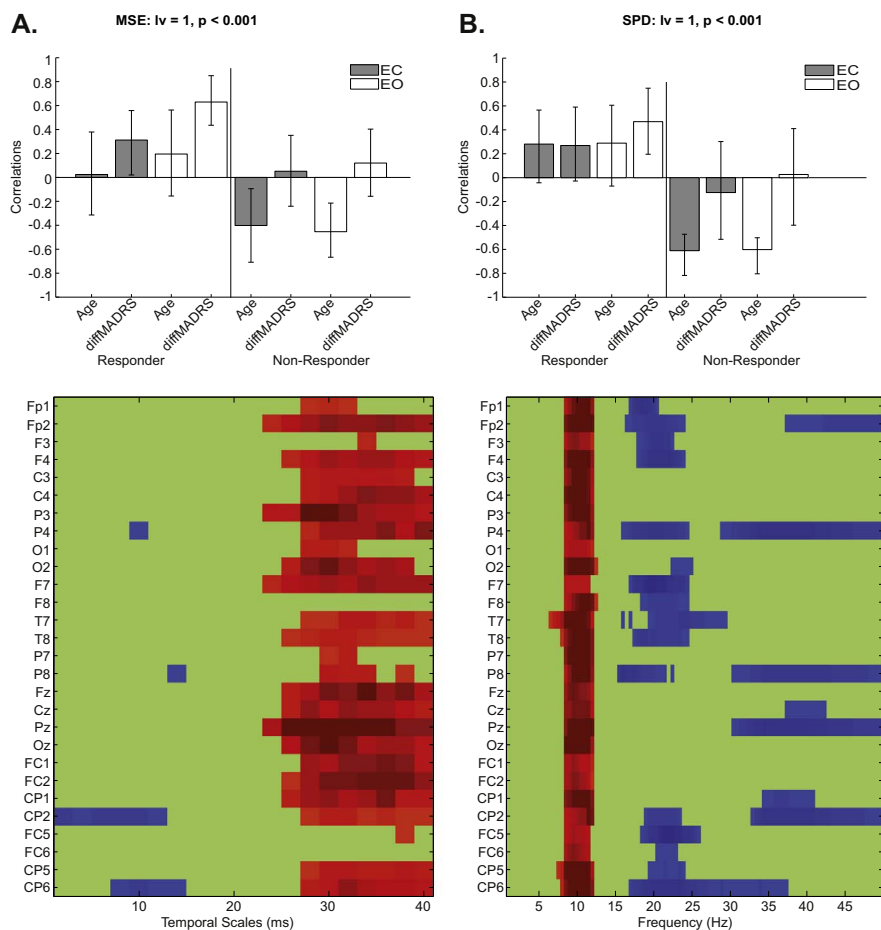 A.
MSE: lv = 1, p < 0.001
EC
EO
1
0.8
0.6
0.4
0.2
0
-0.2
-0.4
-0.6
-0.8
-1
Correlations
Age
diffMADRS
Age
diffMADRS
Age
diffMADRS
Age
diffMADRS
Responder
Non-Responder
B.
SPD: lv = 1, p < 0.001
EC
EO
1
0.8
0.6
0.4
0.2
0
-0.2
-0.4
-0.6
-0.8
-1
Correlations
Age
diffMADRS
Age
diffMADRS
Age
diffMADRS
Age
diffMADRS
Responder
Non-Responder
Fp1
Fp2
F3
F4
C3
C4
P3
P4
O1
O2
F7
F8
T7
T8
P7
P8
Fz
Cz
Pz
Oz
FC1
FC2
CP1
CP2
FC5
FC6
CP5
CP6
10 20 30 40
Temporal Scales (ms)
Fp1
Fp2
F3
F4
C3
C4
P3
P4
O1
O2
F7
F8
T7
T8
P7
P8
Fz
Cz
Pz
Oz
FC1
FC2
CP1
CP2
FC5
FC6
CP5
CP6
5 10 15 20 25 30 35 40 45
Frequency (Hz)